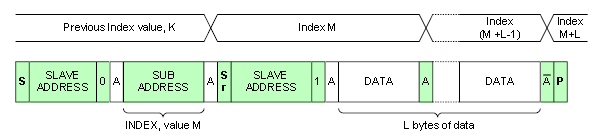 Previous Index value, K
Index M
Index
(M +L-1)
Index
M+L
S
SLAVE
ADDRESS
0
A
SUB
ADDRESS
A
S
r
SLAVE
ADDRESS
1
A
DATA
A
DATA
A
P
INDEX, value M
L bytes of data